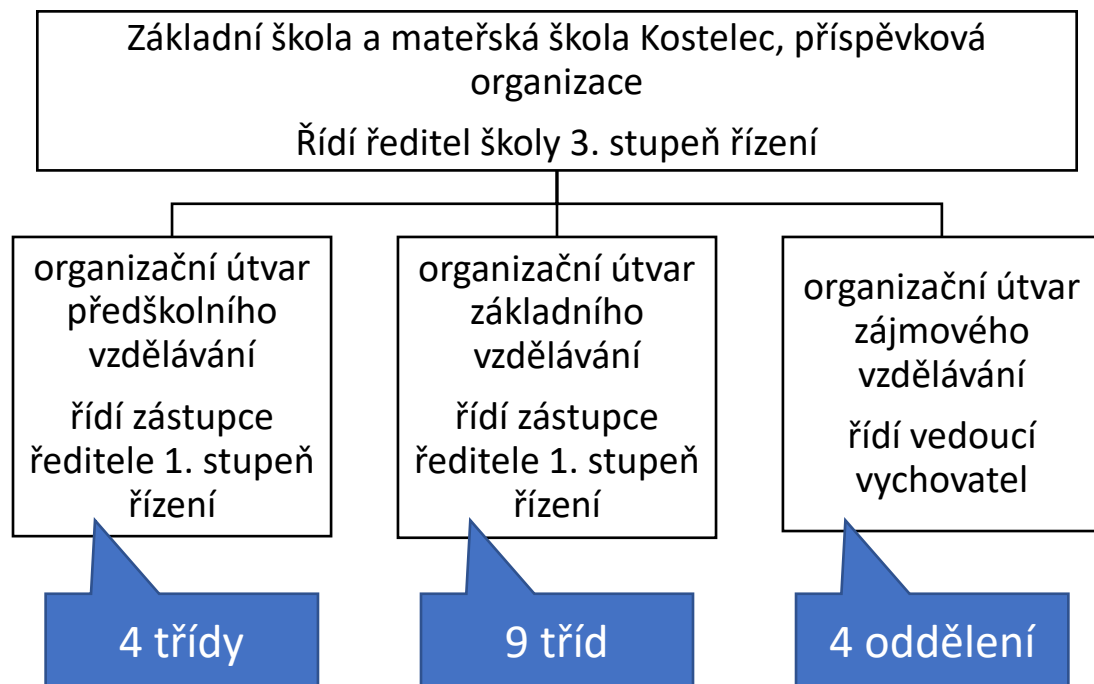 Základní škola a mateřská škola Kostelec, příspěvková
organizace
Řídí ředitel školy 3. stupeň řízení
organizační útvar
předškolního
vzdělávání
řídí zástupce
ředitele 1. stupeň
řízení
organizační útvar
základního
vzdělávání
řídí zástupce
ředitele 1. stupeň
řízení
organizační útvar
zájmového
vzdělávání
řídí vedoucí
vychovatel
4 třídy
9 tříd
4 oddělení